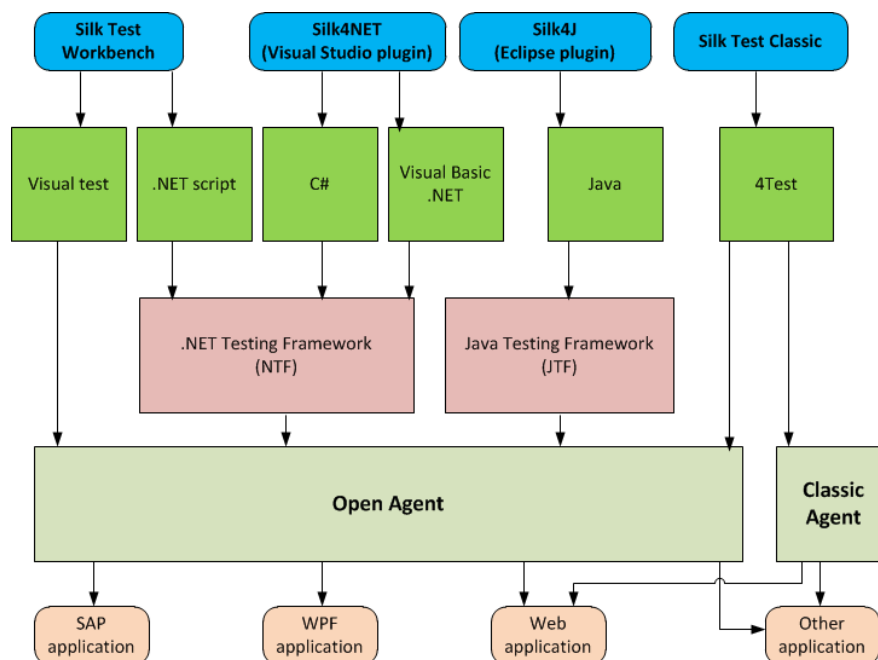 Silk Test
Workbench
Silk4NET
(Visual Studio plugin)
Silk4J
(Eclipse plugin)
Silk Test Classic
Visual test
.NET script
C#
Visual Basic
.NET
Java
4Test
.NET Testing Framework
(NTF)
Java Testing Framework
(JTF)
Open Agent
Classic
Agent
SAP
application
WPF
application
Web
application
Other
application